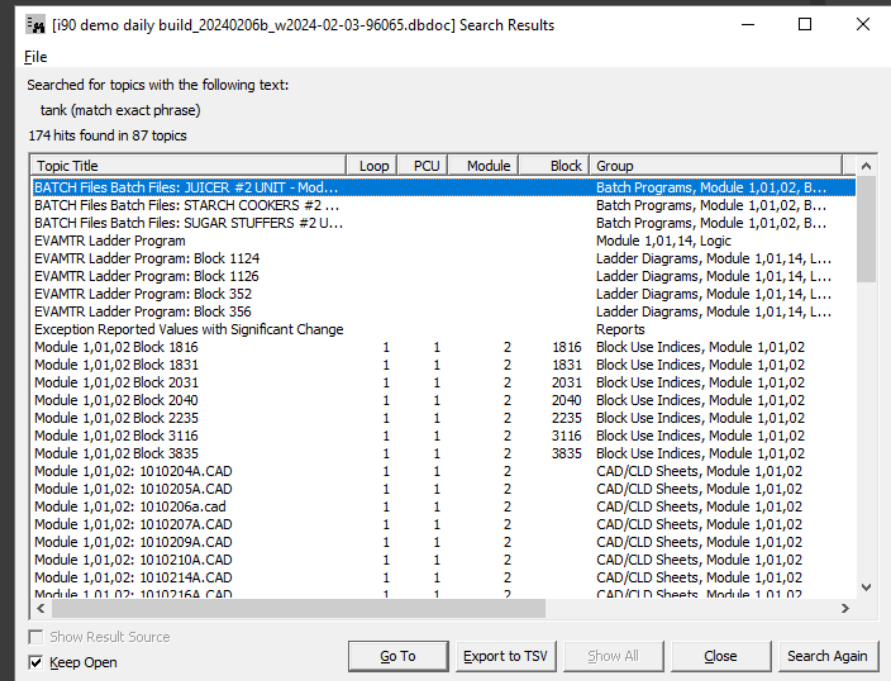 [i90 demo daily build_20240206b_w2024-02-03-96065.dbdoc] Search Results
File
Searched for topics with the following text:
tank (match exact phrase)
174 hits found in 87 topics
Topic Title Loop PCU Module Block Group
BATCH Files Batch Files: JUICER #2 UNIT - Mod... Batch Programs, Module 1,01,02, B...
BATCH Files Batch Files: STARCH COOKERS #2 ... Batch Programs, Module 1,01,02, B...
BATCH Files Batch Files: SUGAR STUFFERS #2 U... Batch Programs, Module 1,01,02, B...
EVAMTR Ladder Program Module 1,01,14, Logic
EVAMTR Ladder Program: Block 1124 Ladder Diagrams, Module 1,01,14, L...
EVAMTR Ladder Program: Block 1126 Ladder Diagrams, Module 1,01,14, L...
EVAMTR Ladder Program: Block 352 Ladder Diagrams, Module 1,01,14, L...
EVAMTR Ladder Program: Block 356 Ladder Diagrams, Module 1,01,14, L...
Exception Reported Values with Significant Change Reports
Module 1,01,02 Block 1816 1 1 2 1816 Block Use Indices, Module 1,01,02
Module 1,01,02 Block 1831 1 1 2 1831 Block Use Indices, Module 1,01,02
Module 1,01,02 Block 2031 1 1 2 2031 Block Use Indices, Module 1,01,02
Module 1,01,02 Block 2040 1 1 2 2040 Block Use Indices, Module 1,01,02
Module 1,01,02 Block 2235 1 1 2 2235 Block Use Indices, Module 1,01,02
Module 1,01,02 Block 3116 1 1 2 3116 Block Use Indices, Module 1,01,02
Module 1,01,02 Block 3835 1 1 2 3835 Block Use Indices, Module 1,01,02
Module 1,01,02: 1010204A.CAD 1 1 2 CAD/CLD Sheets, Module 1,01,02
Module 1,01,02: 1010205A.CAD 1 1 2 CAD/CLD Sheets, Module 1,01,02
Module 1,01,02: 1010206a.cad 1 1 2 CAD/CLD Sheets, Module 1,01,02
Module 1,01,02: 1010207A.CAD 1 1 2 CAD/CLD Sheets, Module 1,01,02
Module 1,01,02: 1010209A.CAD 1 1 2 CAD/CLD Sheets, Module 1,01,02
Module 1,01,02: 1010210A.CAD 1 1 2 CAD/CLD Sheets, Module 1,01,02
Module 1,01,02: 1010214A.CAD 1 1 2 CAD/CLD Sheets, Module 1,01,02
Module 1,01,02: 1010216A.CAD 1 1 2 CAD/CLD Sheets, Module 1,01,02
Show Result Source
Keep Open
Go To Export to TSV Show All Close Search Again